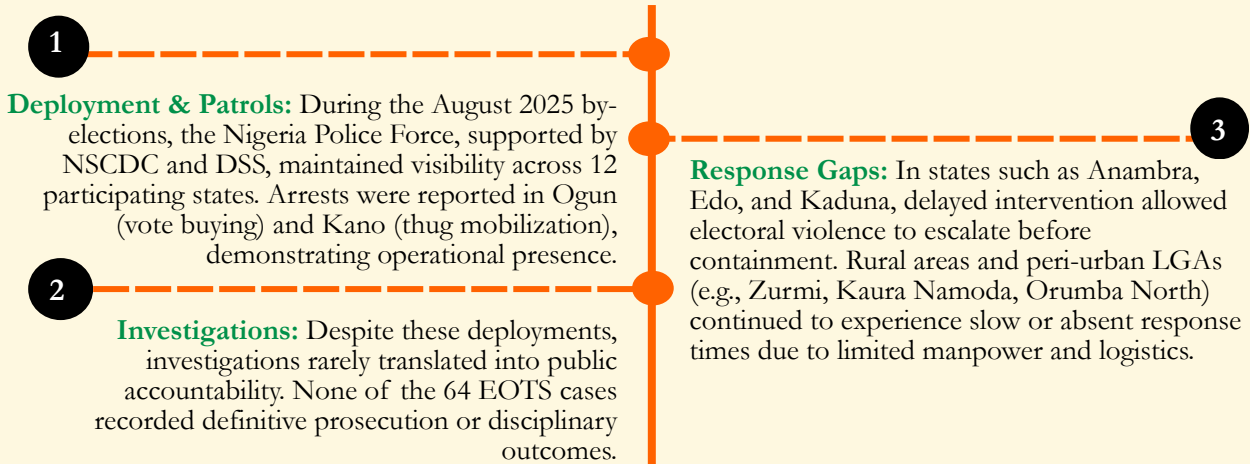 1
Deployment & Patrols: During the August 2025 by-
elections, the Nigeria Police Force, supported by
NSCDC and DSS, maintained visibility across 12
participating states. Arrests were reported in Ogun
(vote buying) and Kano (thug mobilization),
demonstrating operational presence.
2
Investigations: Despite these deployments,
investigations rarely translated into public
accountability. None of the 64 EOTS cases
recorded definitive prosecution or disciplinary
outcomes.
3
Response Gaps: In states such as Anambra,
Edo, and Kaduna, delayed intervention allowed
electoral violence to escalate before
containment. Rural areas and peri-urban LGAs
(e.g., Zurmi, Kaura Namoda, Orumba North)
continued to experience slow or absent response
times due to limited manpower and logistics.